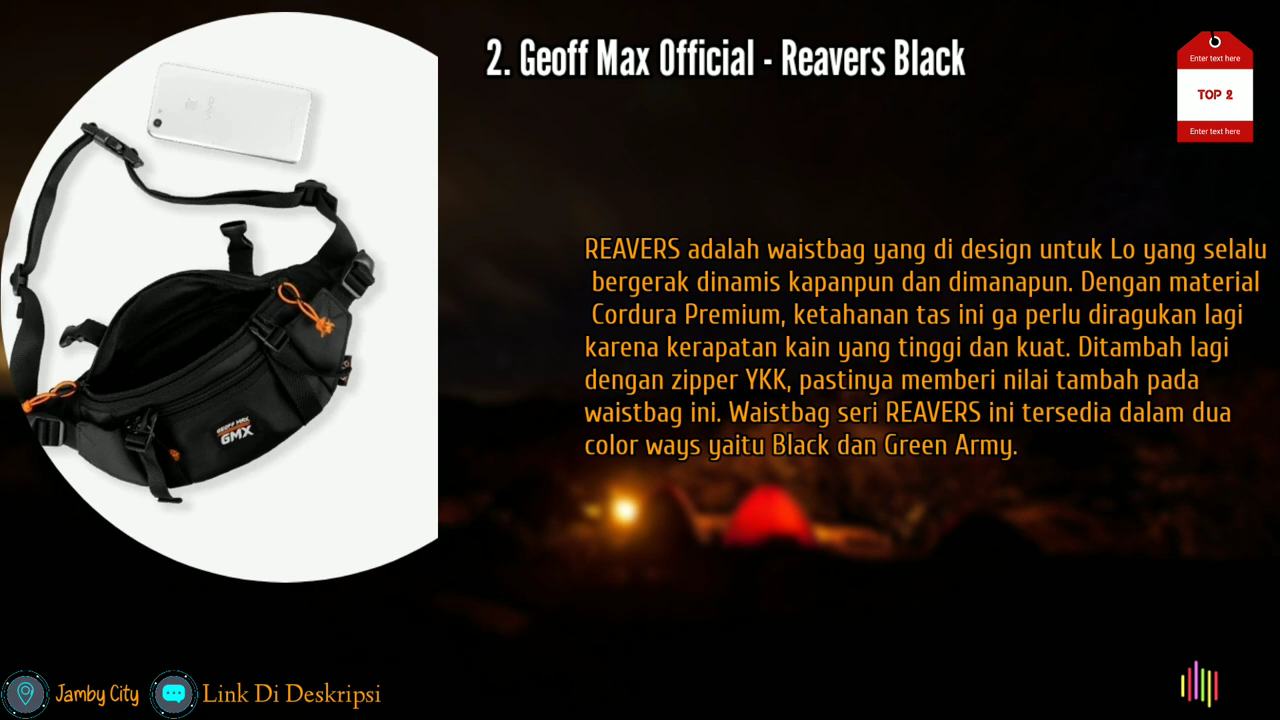 2. Geoff Max Official - Reavers Black
Enter text here
TOP 2
Enter text here
VIVO
REAVERS adalah waistbag yang di design untuk Lo yang selalu
bergerak dinamis kapanpun dan dimanapun. Dengan material
Cordura Premium, ketahanan tas ini ga perlu diragukan lagi
karena kerapatan kain yang tinggi dan kuat. Ditambah lagi
dengan zipper YKK, pastinya memberi nilai tambah pada
waistbag ini. Waistbag seri REAVERS ini tersedia dalam dua
color ways yaitu Black dan Green Army.
GEOFF MAX
GMX
Jamby City
Link Di Deskripsi